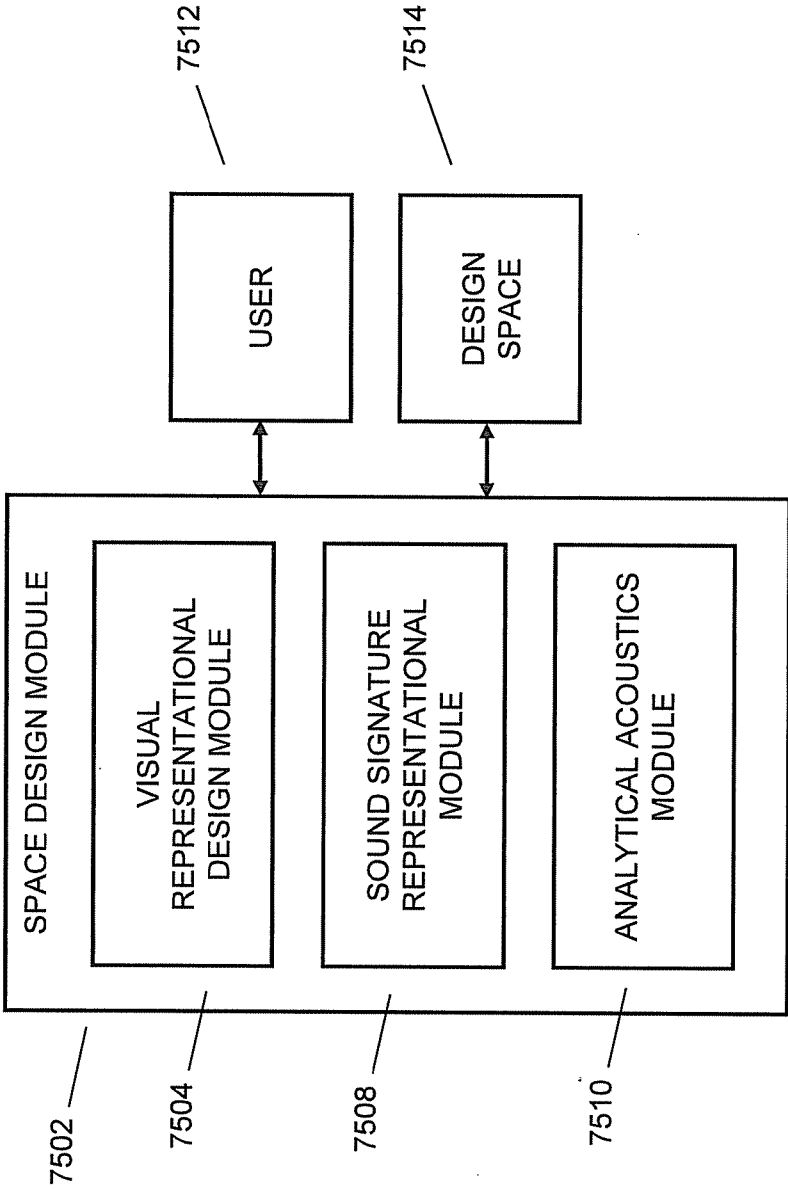 7502
SPACE DESIGN MODULE
7504
VISUAL
REPRESENTATIONAL
DESIGN MODULE
7508
SOUND SIGNATURE
REPRESENTATIONAL
MODULE
7510
ANALYTICAL ACOUSTICS
MODULE
USER
7512
DESIGN
SPACE
7514